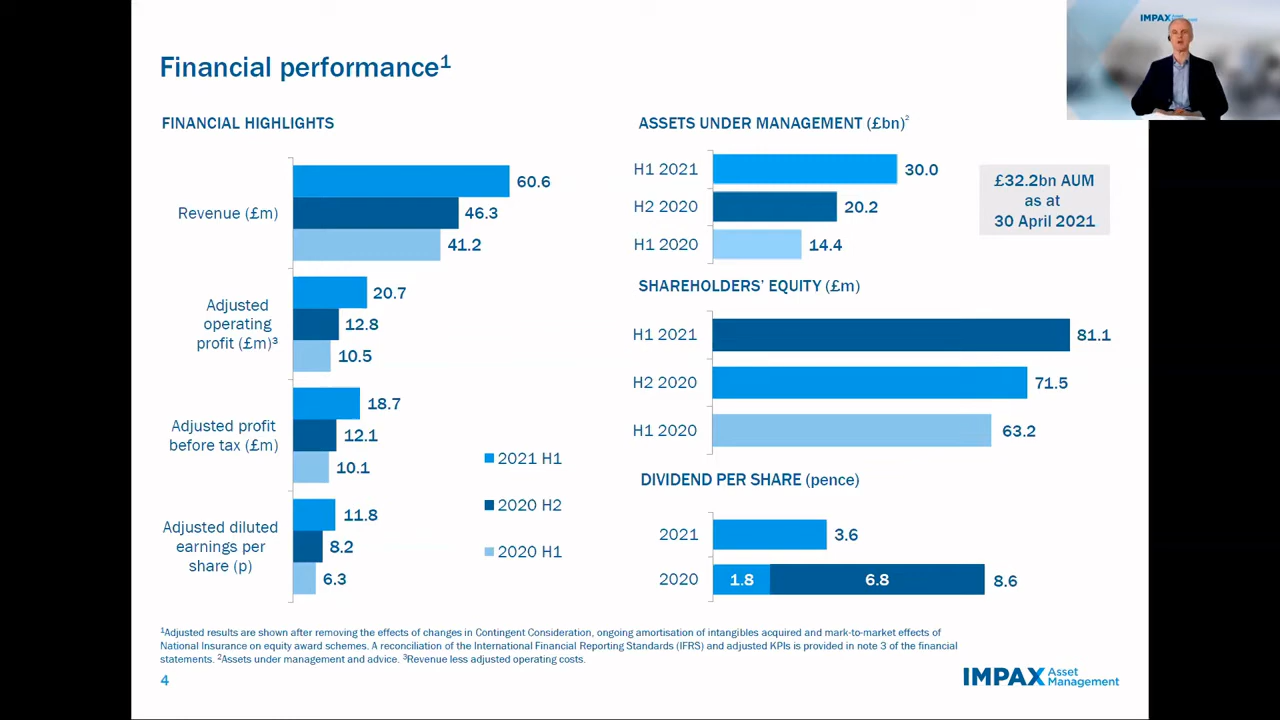 Financial performance¹
FINANCIAL HIGHLIGHTS
Revenue (£m)
60.6
46.3
41.2
Adjusted
operating
profit (£m)³
20.7
12.8
10.5
Adjusted profit
before tax (£m)
18.7
12.1
10.1
Adjusted diluted
earnings per
share (p)
11.8
8.2
6.3
2021 H1
2020 H2
2020 H1
ASSETS UNDER MANAGEMENT (£bn)²
H1 2021 30.0
H2 2020 20.2
H1 2020 14.4
£32.2bn AUM
as at
30 April 2021
SHAREHOLDERS' EQUITY (£m)
H1 2021 81.1
H2 2020 71.5
H1 2020 63.2
DIVIDEND PER SHARE (pence)
2021 3.6
2020 1.8 6.8 8.6
¹Adjusted results are shown after removing the effects of changes in Contingent Consideration, ongoing amortisation of intangibles acquired and mark-to-market effects of
National Insurance on equity award schemes. A reconciliation of the International Financial Reporting Standards (IFRS) and adjusted KPIs is provided in note 3 of the financial
statements. ²Assets under management and advice. ³Revenue less adjusted operating costs.
4
IMPAX Asset
Management
IMPAX